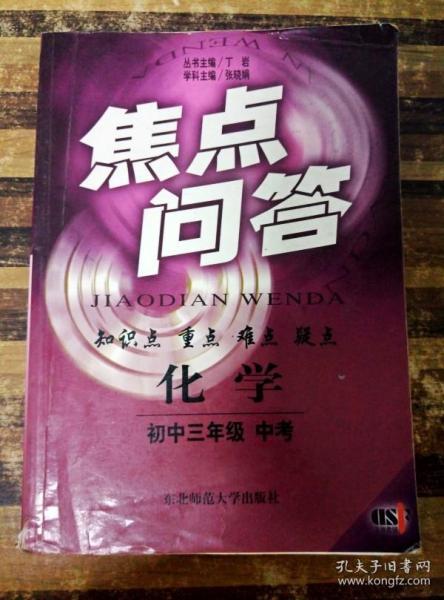 丛书主编/丁 岩
学科主编/张晓娟
焦点
问答
JIAODIAN WENDA
知识点 重点 难点 疑点
化学
初中三年级 中考
东北师范大学出版社
孔夫子旧书网
www.kongfz.com